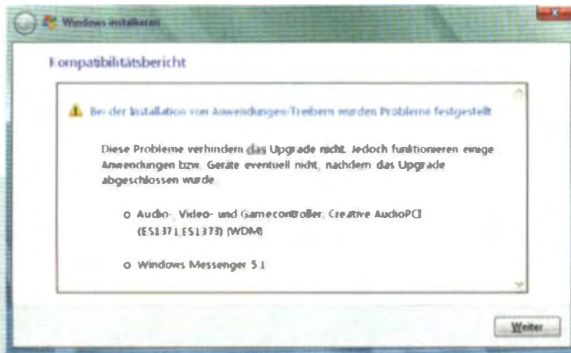 Windows installieren
Kompatibilitätsbericht
Bei der Installation von Anwendungen/Treibern wurden Probleme festgestellt
Diese Probleme verhindern das Upgrade nicht. Jedoch funktionieren einige
Anwendungen bzw. Geräte eventuell nicht, nachdem das Upgrade
abgeschlossen wurde.
o Audio-, Video- und Gamecontroller: Creative AudioPCI
(ES1371,ES1373) (WDM)
o Windows Messenger 5.1
Weiter